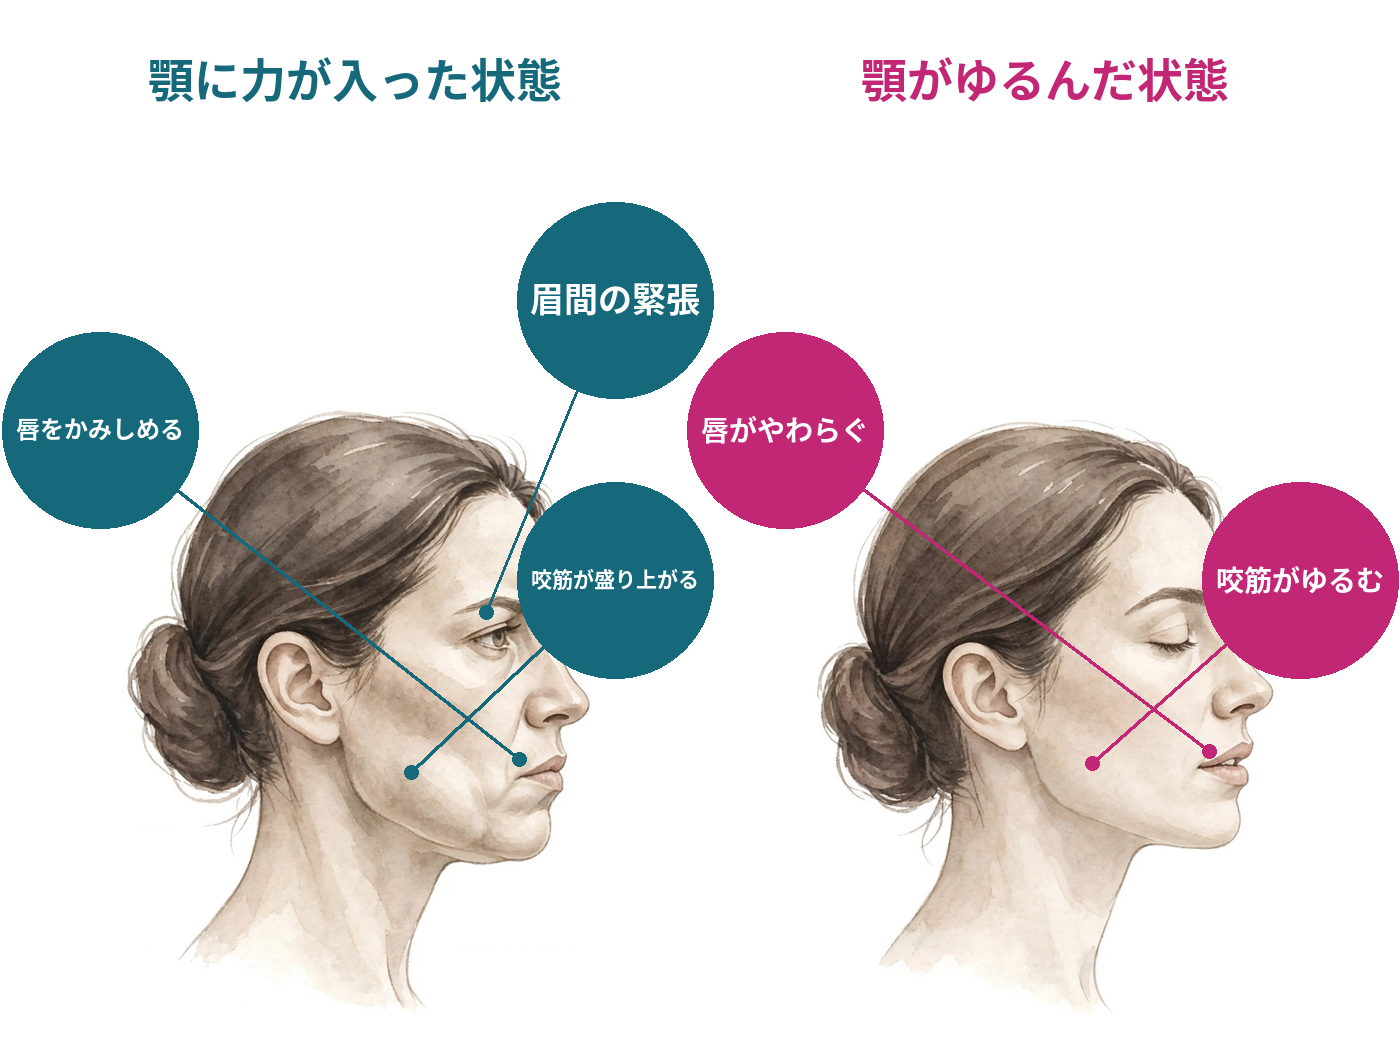 顎に力が入った状態
顎がゆるんだ状態
眉間の緊張
唇をかみしめる
咬筋が盛り上がる
唇がやわらぐ
咬筋がゆるむ